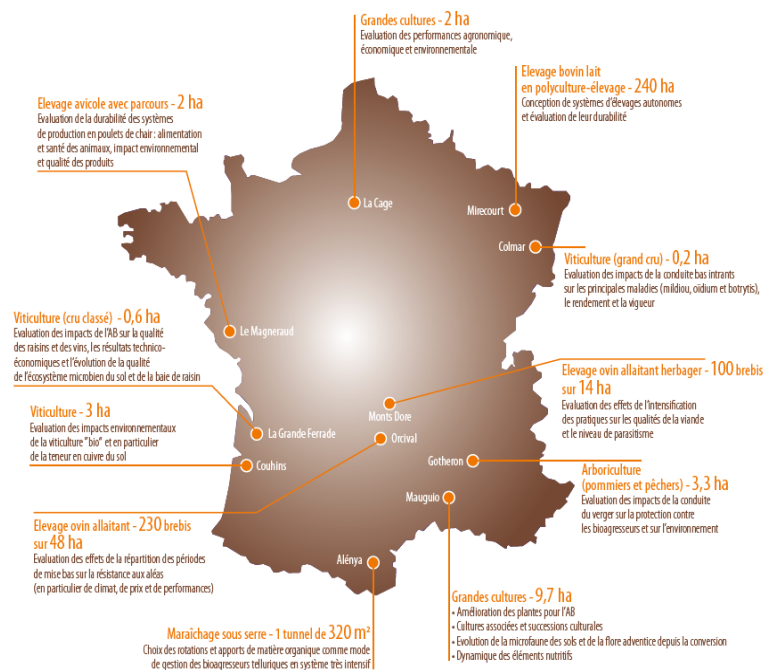 Grandes cultures - 2 ha
Evaluation des performances agronomique,
économique et environnementale
Elevage bovin lait
en polyculture-élevage - 240 ha
Conception de systèmes d'élevages autonomes
et évaluation de leur durabilité
Elevage avicole avec parcours - 2 ha
Evaluation de la durabilité des systèmes
de production en poulets de chair : alimentation
et santé des animaux, impact environnemental
et qualité des produits
La Cage
Mirecourt
Colmar
Viticulture (grand cru) - 0,2 ha
Evaluation des impacts de la conduite bas intrants
sur les principales maladies (mildiou, oïdium et botrytis),
le rendement et la vigueur
Viticulture (cru classé) - 0,6 ha
Evaluation des impacts de l'AB sur la qualité
des raisins et des vins, les résultats technico-
économiques et l'évolution de la qualité
de l'écosystème microbien du sol et de la baie de raisin
Le Magneraud
Elevage ovin allaitant herbager - 100 brebis
sur 14 ha
Evaluation des effets de l'intensification
des pratiques sur les qualités de la viande
et le niveau de parasitisme
Viticulture - 3 ha
Evaluation des impacts environnementaux
de la viticulture "bio" et en particulier
de la teneur en cuivre du sol
Monts Dore
La Grande Ferrade
Orcival
Couhins
Gotheron
Mauguio
Arboriculture
(pommiers et pêchers) - 3,3 ha
Evaluation des impacts de la conduite
du verger sur la protection contre
les bioagresseurs et sur l'environnement
Elevage ovin allaitant - 230 brebis
sur 48 ha
Evaluation des effets de la répartition des périodes
de mise bas sur la résistance aux aléas
(en particulier de climat, de prix et de performances)
Alénya
Maraîchage sous serre - 1 tunnel de 320 m²
Choix des rotations et apports de matière organique comme mode
de gestion des bioagresseurs telluriques en système très intensif
Grandes cultures - 9,7 ha
• Amélioration des plantes pour l'AB
• Cultures associées et successions culturales
• Evolution de la microfaune des sols et de la flore adventice depuis la conversion
• Dynamique des éléments nutritifs